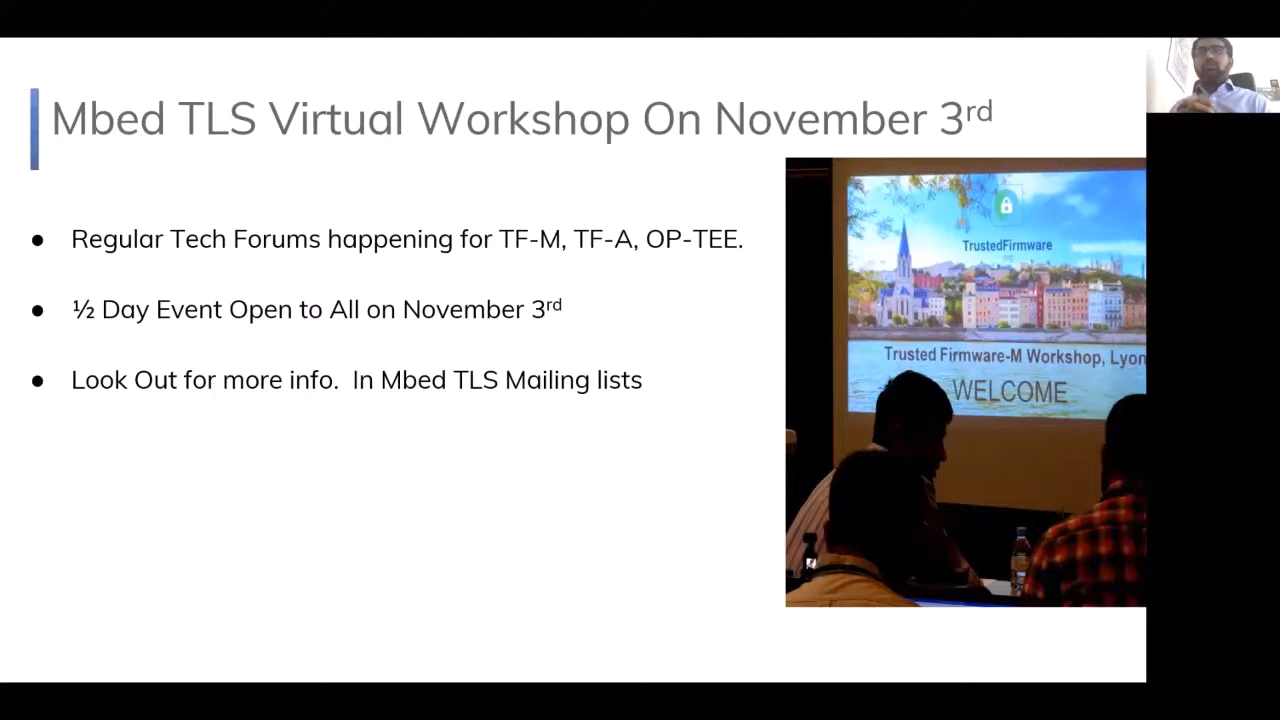 Mbed TLS Virtual Workshop On November 3rd
● Regular Tech Forums happening for TF-M, TF-A, OP-TEE.
● ½ Day Event Open to All on November 3rd
● Look Out for more info.  In Mbed TLS Mailing lists
TrustedFirmware
Trusted Firmware-M Workshop, Lyon
WELCOME